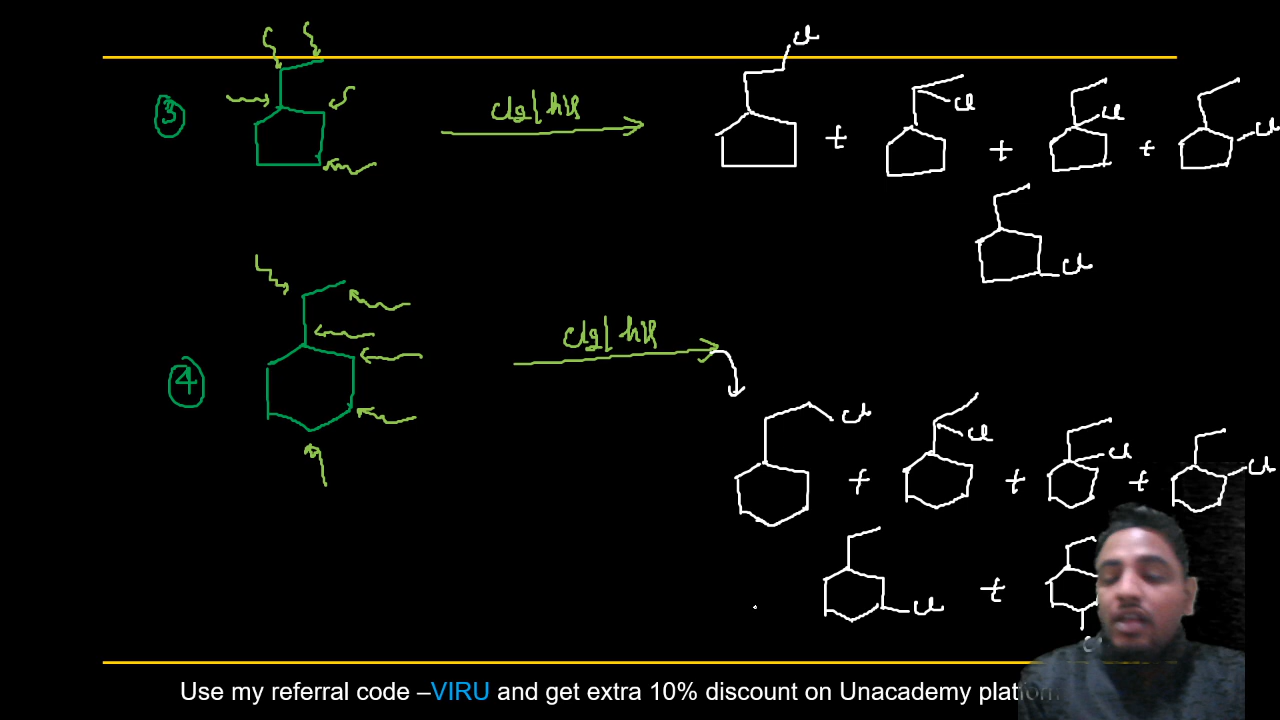 ③ Cl2/hν Cl + Cl + Cl + Cl
Cl
④ Cl2/hν
Cl + Cl + Cl + Cl
Cl + Cl
Use my referral code –VIRU and get extra 10% discount on Unacademy platform.